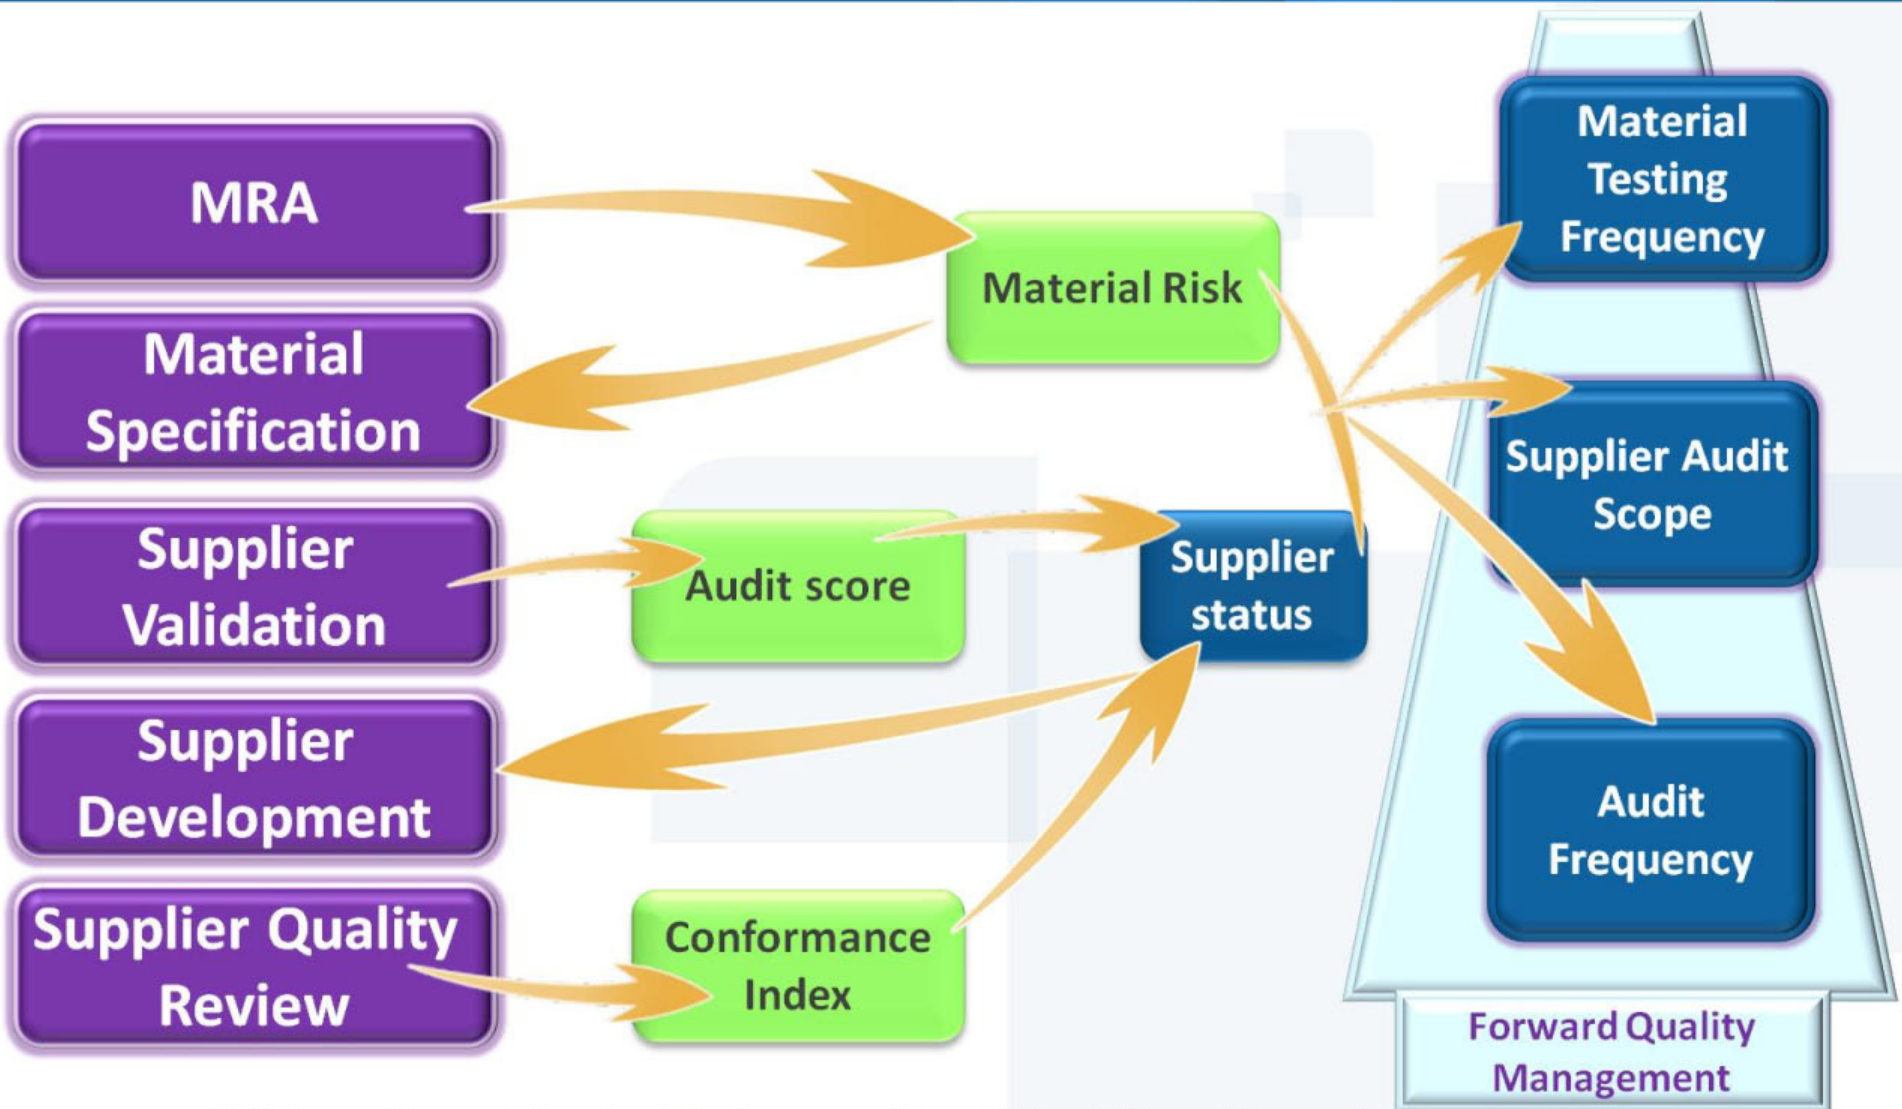 MRA
Material
Specification
Supplier
Validation
Supplier
Development
Supplier Quality
Review
Material Risk
Audit score
Conformance
Index
Supplier
status
Material
Testing
Frequency
Supplier Audit
Scope
Audit
Frequency
Forward Quality
Management